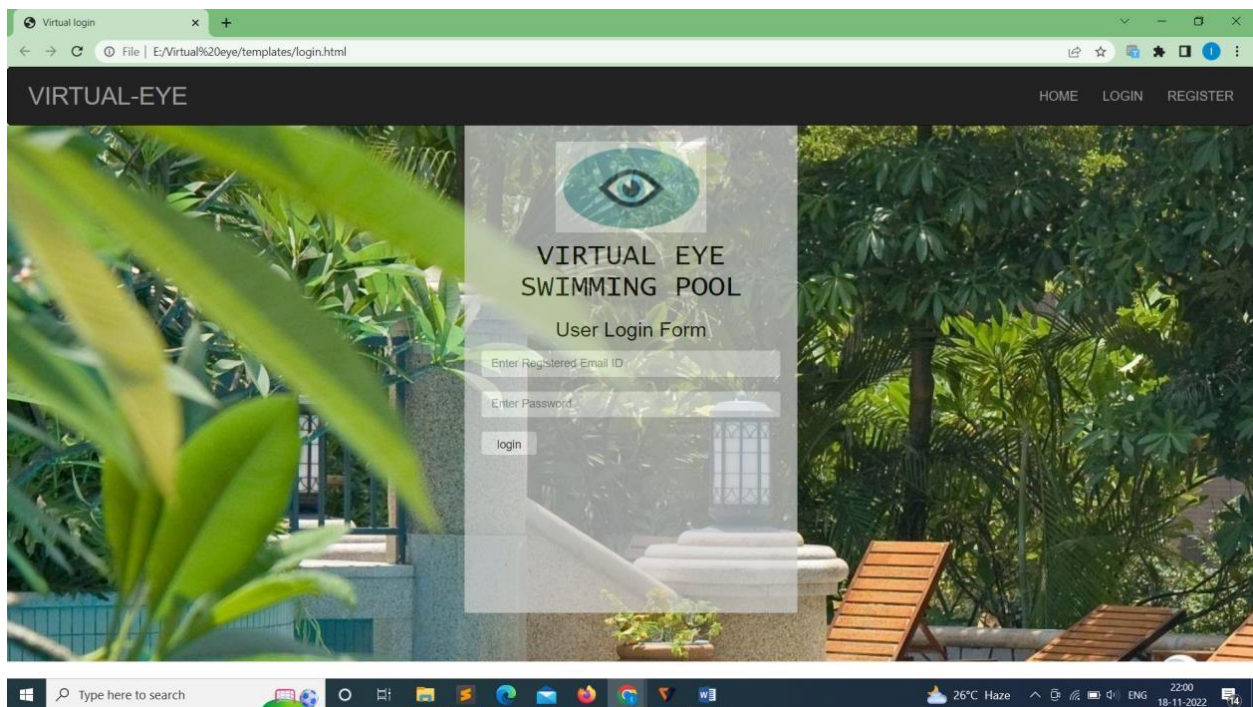 Virtual login
File | E:/Virtual%20eye/templates/login.html
VIRTUAL-EYE
HOME LOGIN REGISTER
VIRTUAL EYE
SWIMMING POOL
User Login Form
Enter Registered Email ID
Enter Password
login
Type here to search
26°C Haze
ENG
22:00
18-11-2022
14